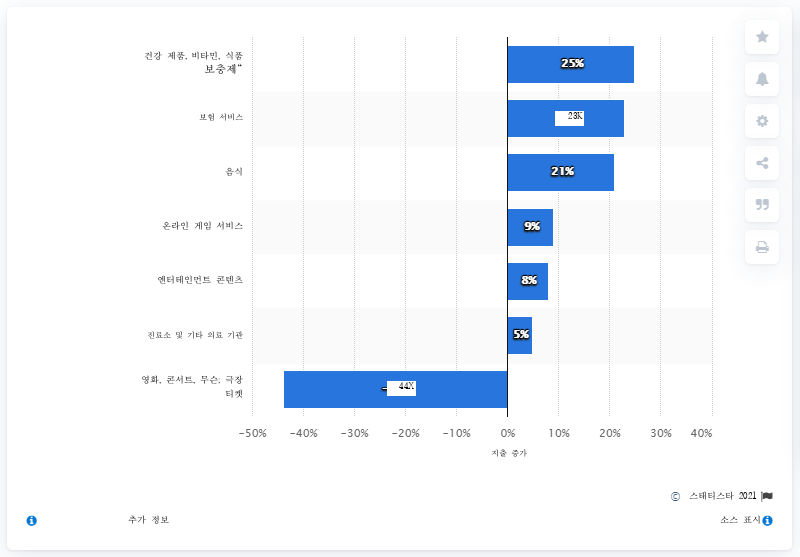 건강 제품, 비타민, 식품
보충제“
25%
보험 서비스
23K
음식
21%
온라인 게임 서비스
9%
엔터테인먼트 콘텐츠
8%
진료소 및 기타 의료 기관
5%
영화, 콘서트, 무슨; 극장
티켓
44X
-50% -40% -30% -20% -10% 0% 10% 20% 30% 40%
지출 증가
© 스태티스타 2021
추가 정보
소스 표시